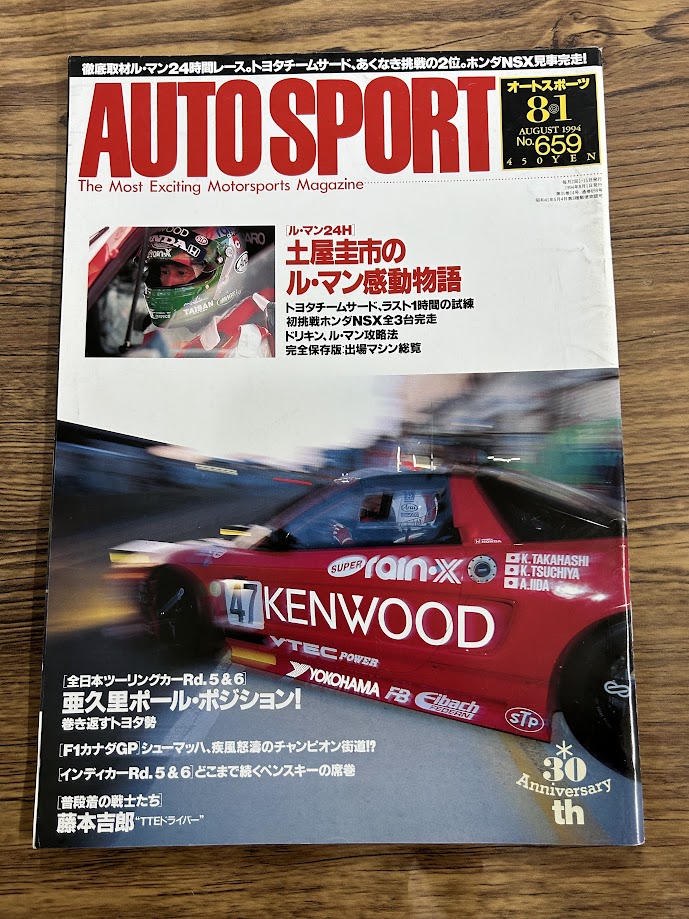 徹底取材ル・マン24時間レース。トヨタチームサード、あくなき挑戦の2位。ホンダNSX見事完走!
AUTOSPORT
The Most Exciting Motorsports Magazine
オートスポーツ
8◎1
AUGUST 1994
No.659
450YEN
[ル・マン24H]
土屋圭市の
ル・マン感動物語
トヨタチームサード、ラスト1時間の試練
初挑戦ホンダNSX全3台完走
ドリキン、ル・マン攻略法
完全保存版:出場マシン総覧
STP
TAISAN
Arai
HONDA
SUPER rain・X
K.TAKAHASHI
K.TSUCHIYA
A.IIDA
47
KENWOOD
VTEC POWER
YOKOHAMA
FB
Eibach
FEDERN
STP
[全日本ツーリングカーRd.5&6]
亜久里ポール・ポジション!
巻き返すトヨタ勢
[F1カナダGP]シューマッハ、疾風怒濤のチャンピオン街道!?
[インディカーRd.5&6]どこまで続くペンスキーの席巻
[普段着の戦士たち]
藤本吉郎“TTEドライバー”
30
Anniversary
th